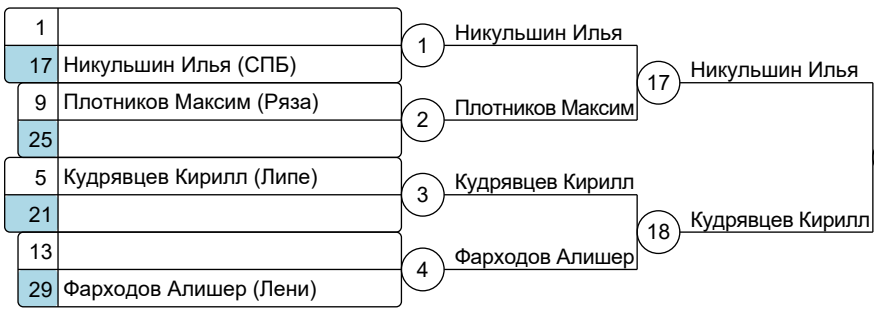 1
17 Никульшин Илья (СПБ)
9 Плотников Максим (Ряза)
25
5 Кудрявцев Кирилл (Липе)
21
13
29 Фарходов Алишер (Лени)
1
2
3
4
Никульшин Илья
Плотников Максим
Кудрявцев Кирилл
Фарходов Алишер
17
18
Никульшин Илья
Кудрявцев Кирилл